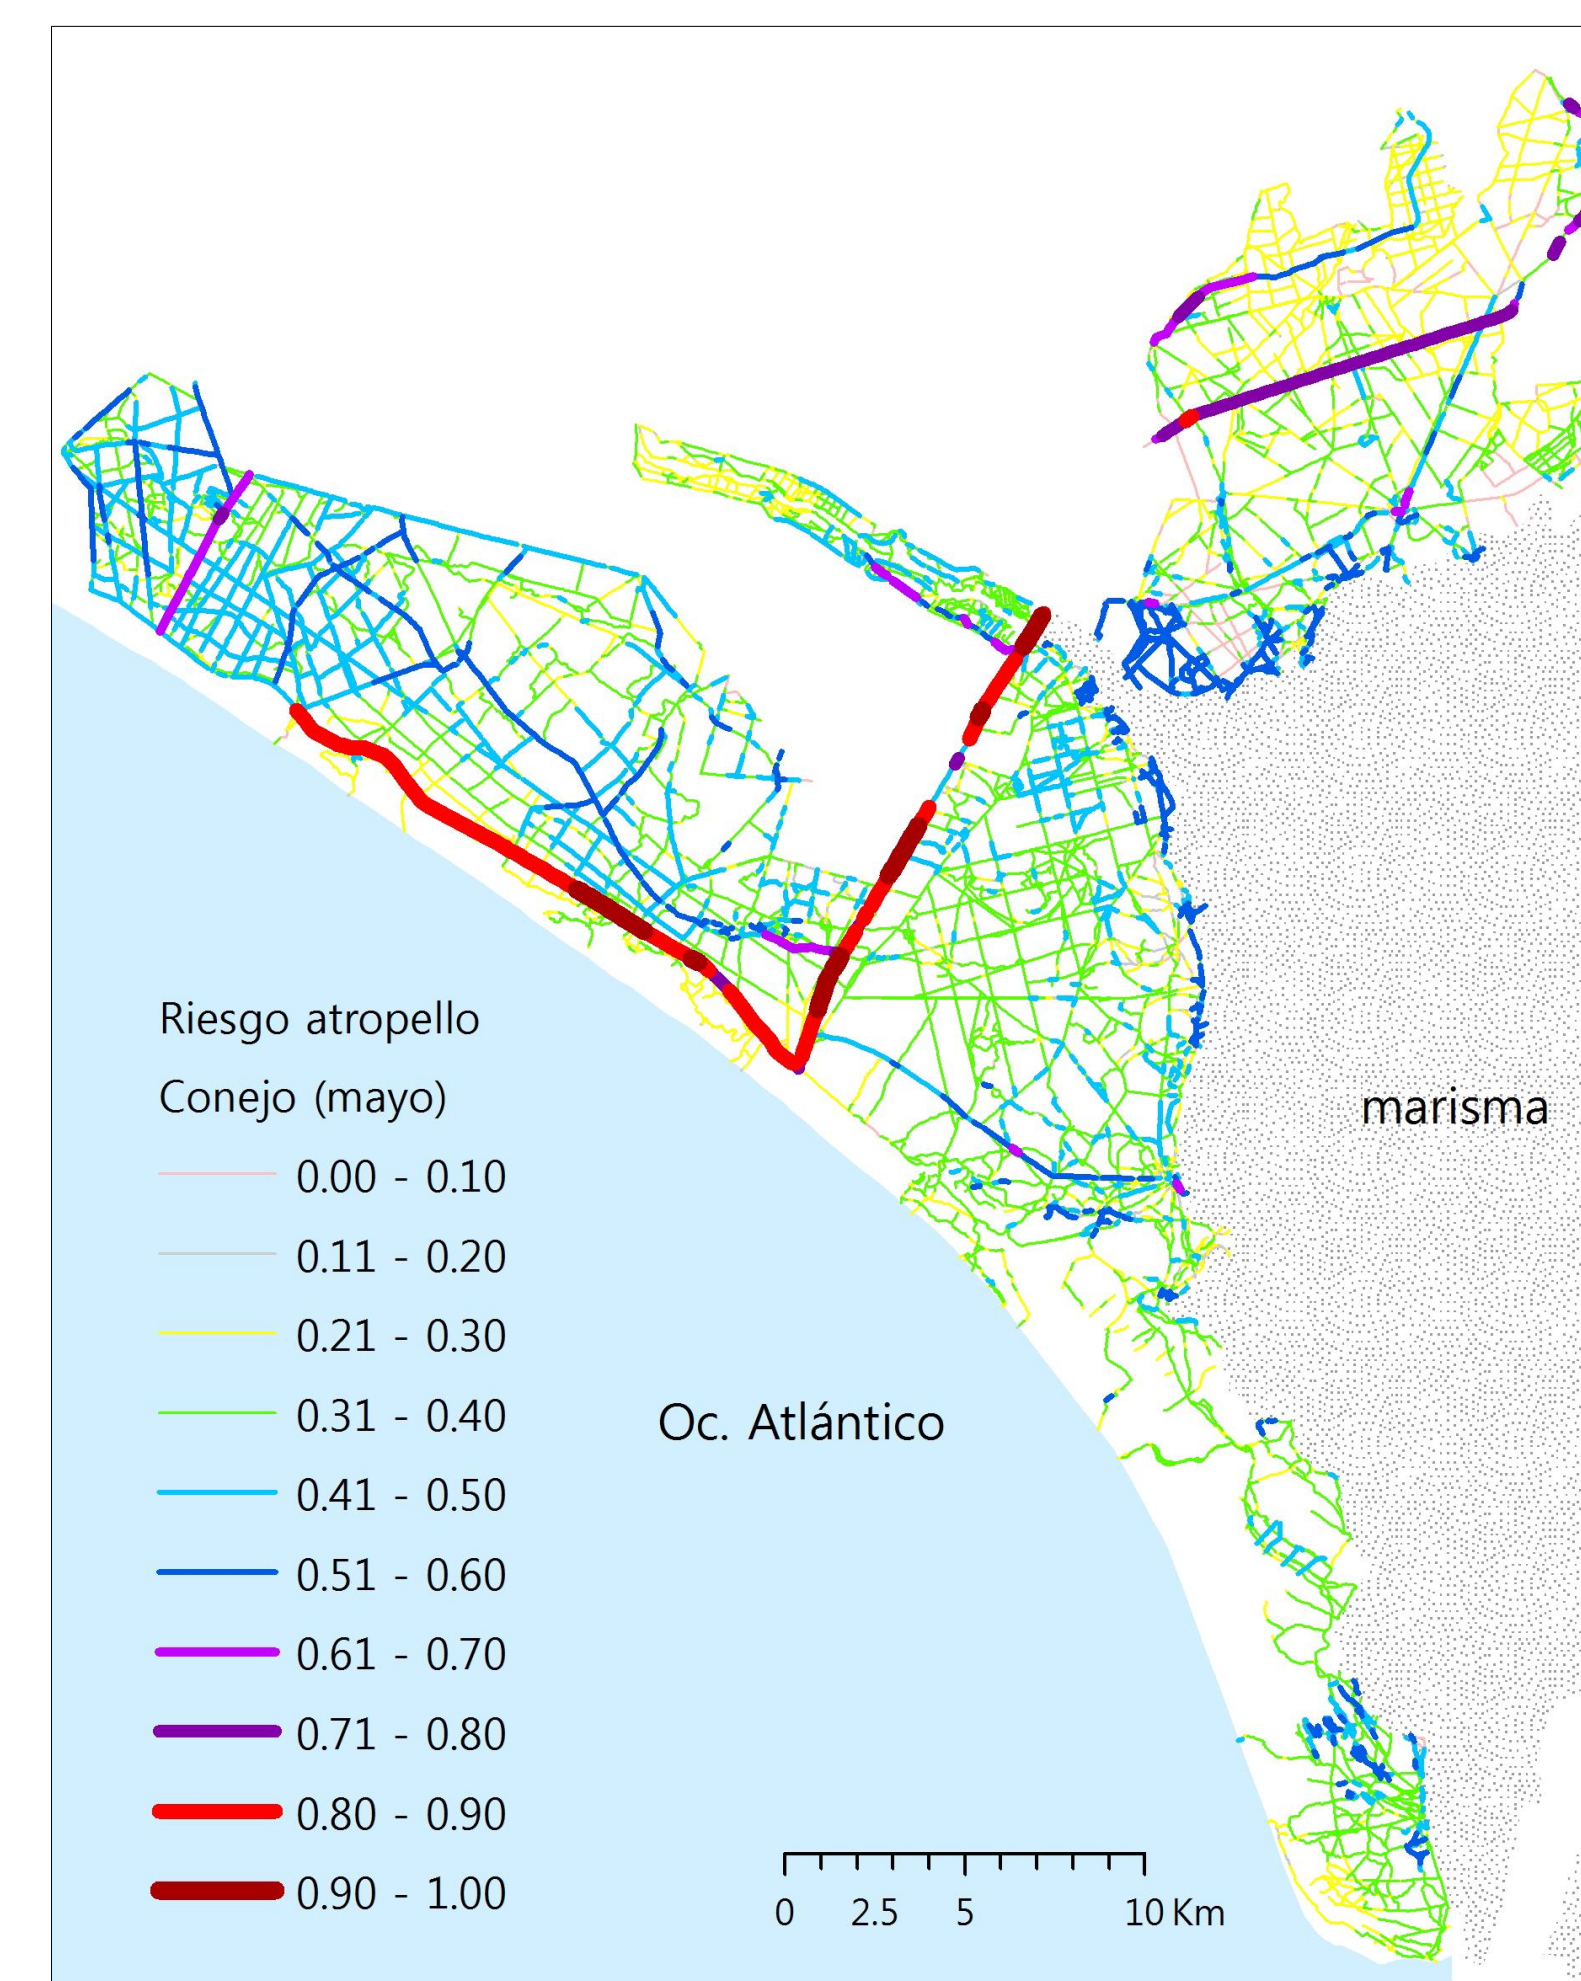 marisma
Oc. Atlántico
Riesgo atropello
Conejo (mayo)
0.00 - 0.10
0.11 - 0.20
0.21 - 0.30
0.31 - 0.40
0.41 - 0.50
0.51 - 0.60
0.61 - 0.70
0.71 - 0.80
0.80 - 0.90
0.90 - 1.00
0 2.5 5 10 Km